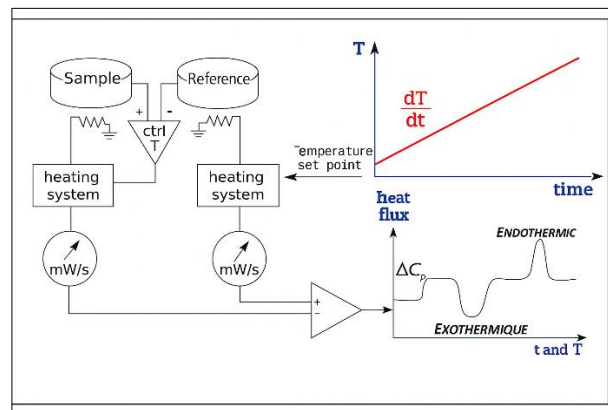 Sample
Reference
+
-
ctrl
T
heating
system
heating
system
mW/s
mW/s
+
-
T
dT
dt
time
Temperature
set point
heat
flux
ΔCp
ENDOTHERMIC
EXOTHERMIQUE
t and T